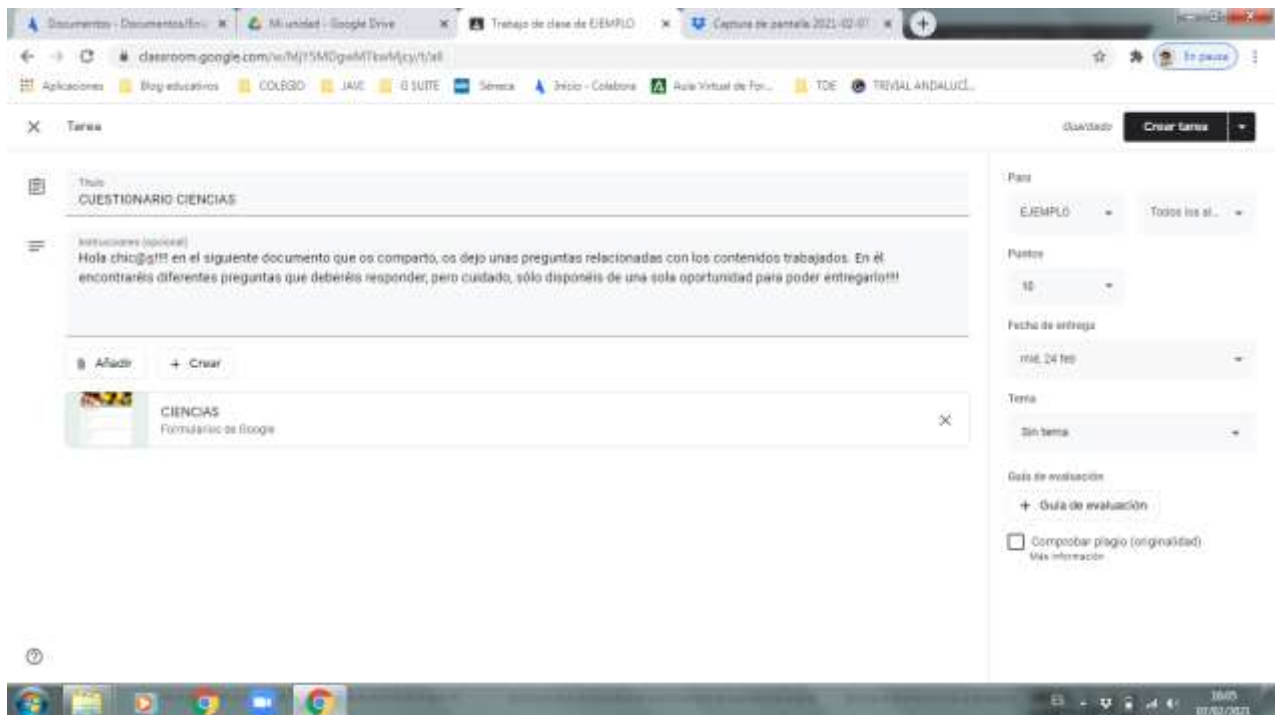 Documentos - Documentos/En
Mi unidad - Google Drive
Trabajo de clase de EJEMPLO
Captura de pantalla 2021-02-07
classroom.google.com
En pausa
Aplicaciones
Blog educativos
COLEGIO
JAVI
G SUITE
Séneca
Inicio - Colabora
Aula Virtual de For...
TDE
TRIVIAL ANDALUCÍ...
Tarea
Guardado
Crear tarea
Título
CUESTIONARIO CIENCIAS
Instrucciones (opcional)
Hola chic@s!!!! en el siguiente documento que os comparto, os dejo unas preguntas relacionadas con los contenidos trabajados. En él
encontraréis diferentes preguntas que deberéis responder, pero cuidado, sólo disponéis de una sola oportunidad para poder entregarlo!!!!
Añadir
+ Crear
CIENCIAS
Formularios de Google
Para
EJEMPLO
Todos los al...
Puntos
10
Fecha de entrega
mié, 24 feb
Tema
Sin tema
Guía de evaluación
+ Guía de evaluación
Comprobar plagio (originalidad)
Más información
ES
16:05
07/02/2021